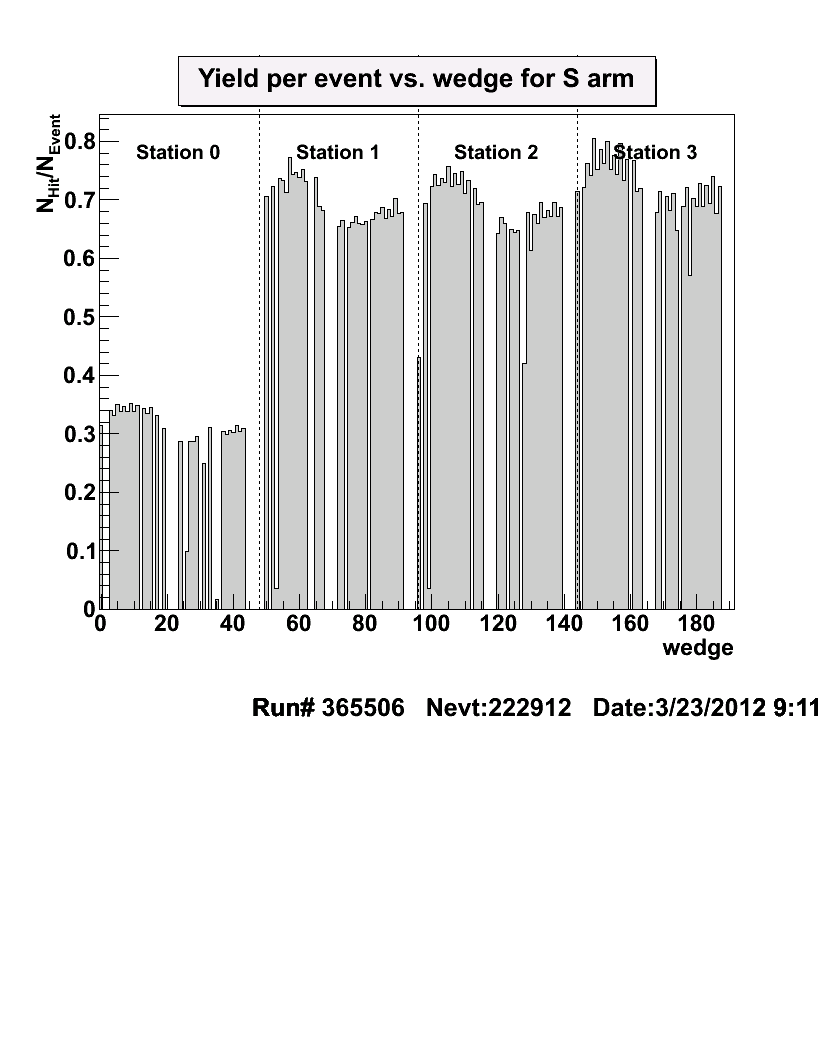 Yield per event vs. wedge for S arm
N_Hit/N_Event
Station 0 Station 1 Station 2 Station 3
0.8
0.7
0.6
0.5
0.4
0.3
0.2
0.1
0
0 20 40 60 80 100 120 140 160 180
wedge
Run# 365506 Nevt:222912 Date:3/23/2012 9:11